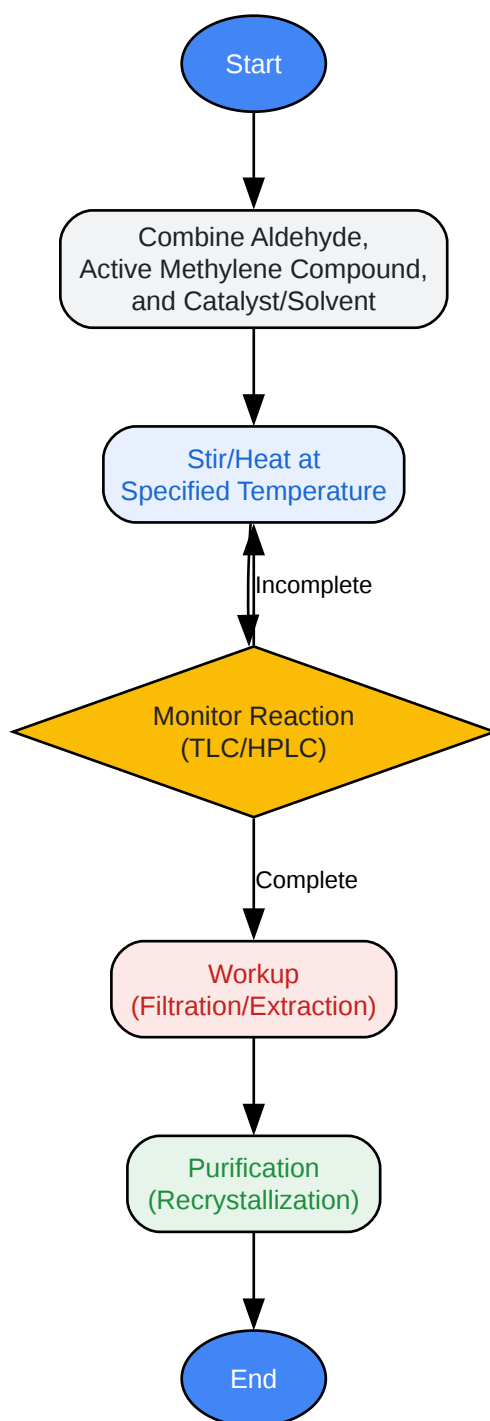 Start
Combine Aldehyde,
Active Methylene Compound,
and Catalyst/Solvent
Stir/Heat at
Specified Temperature
Incomplete
Monitor Reaction
(TLC/HPLC)
Complete
Workup
(Filtration/Extraction)
Purification
(Recrystallization)
End